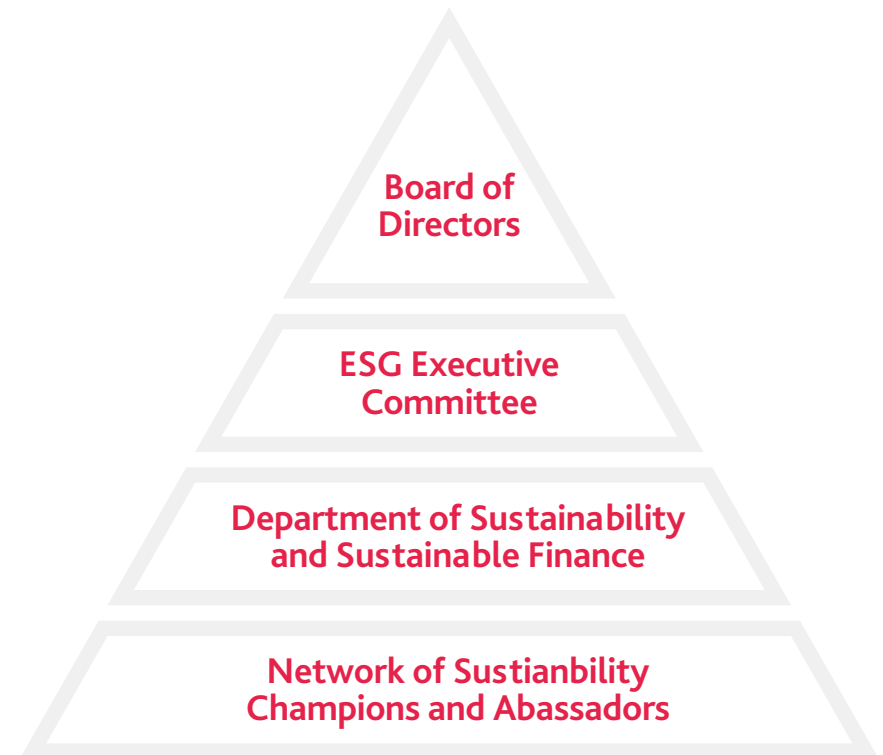 Board of
Directors
ESG Executive
Committee
Department of Sustainability
and Sustainable Finance
Network of Sustianbility
Champions and Abassadors